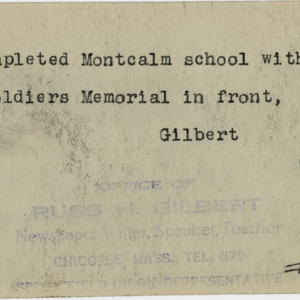 mpleted Montcalm school with
oldiers Memorial in front,
Gilbert
OFFICE OF
RUSS H. GILBERT
Newspaper Writer, Speaker, Teacher
CHICOPEE MASS., TEL. 879
SPRINGFIELD UNION REPRESENTATIVE